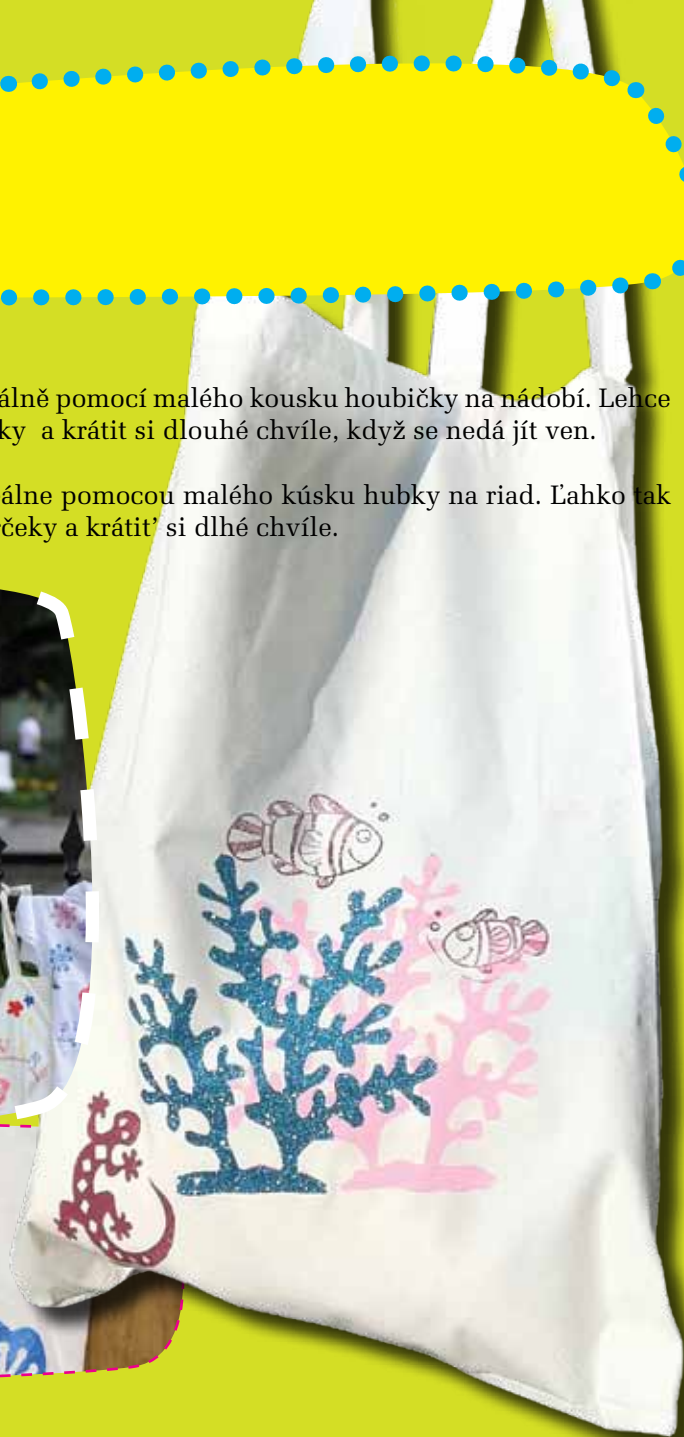 álně pomocí malého kousku houbičky na nádobí. Lehce
ky a krátit si dlouhé chvíle, když se nedá jít ven.
álne pomocou malého kúsku hubky na riad. Ľahko tak
čeky a krátiť si dlhé chvíle.